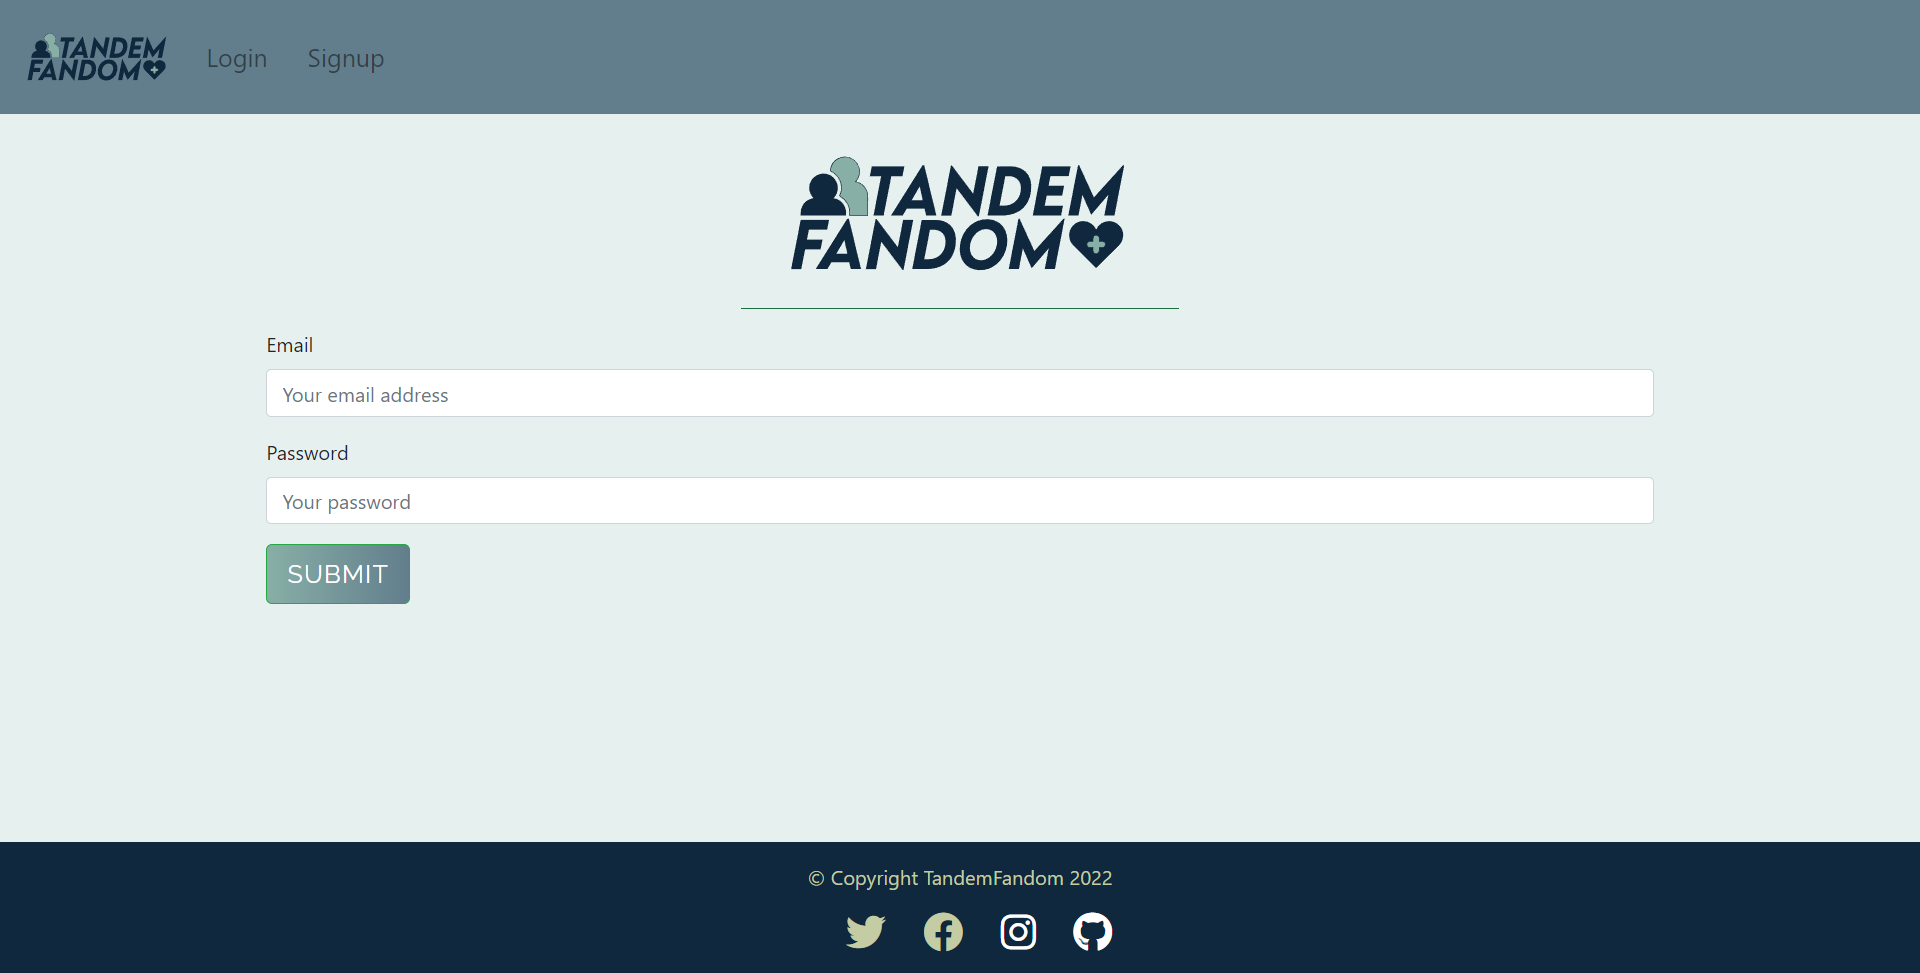 TANDEM
FANDOM
Login
Signup
TANDEM
FANDOM
Email
Your email address
Password
Your password
SUBMIT
© Copyright TandemFandom 2022